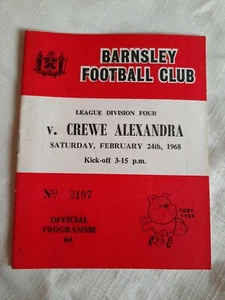 BARNSLEY
FOOTBALL CLUB
LEAGUE DIVISION FOUR
v. CREWE ALEXANDRA
SATURDAY, FEBRUARY 24th, 1968
Kick-off 3-15 p.m.
No 3197
OFFICIAL
PROGRAMME
6d.
TOBY
TYKE